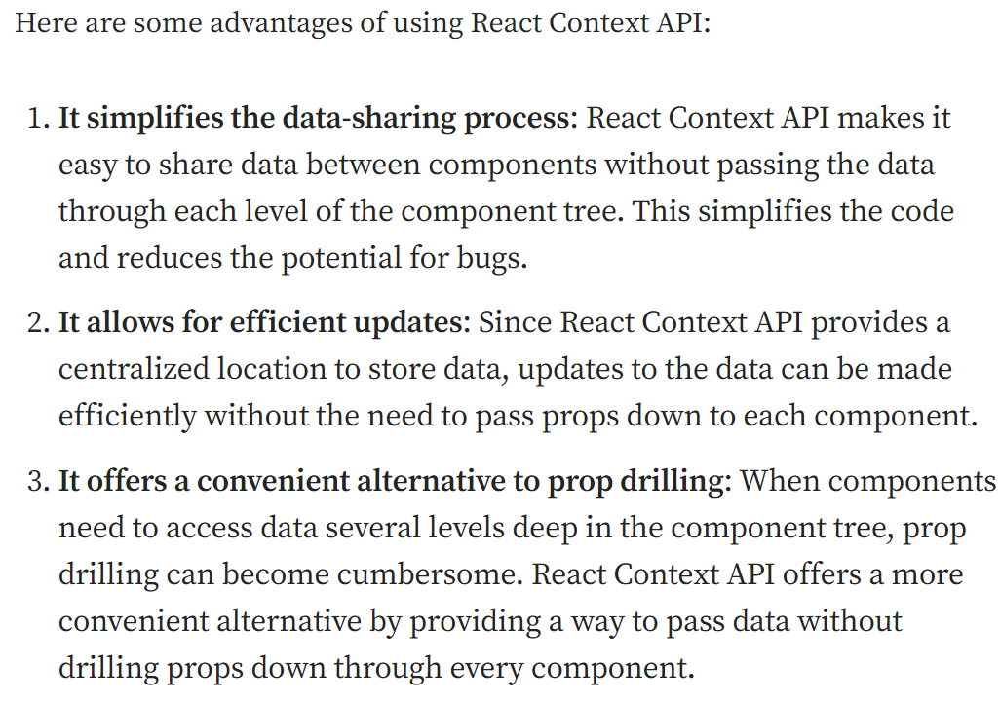 Here are some advantages of using React Context API:
1. It simplifies the data-sharing process: React Context API makes it
easy to share data between components without passing the data
through each level of the component tree. This simplifies the code
and reduces the potential for bugs.
2. It allows for efficient updates: Since React Context API provides a
centralized location to store data, updates to the data can be made
efficiently without the need to pass props down to each component.
3. It offers a convenient alternative to prop drilling: When components
need to access data several levels deep in the component tree, prop
drilling can become cumbersome. React Context API offers a more
convenient alternative by providing a way to pass data without
drilling props down through every component.